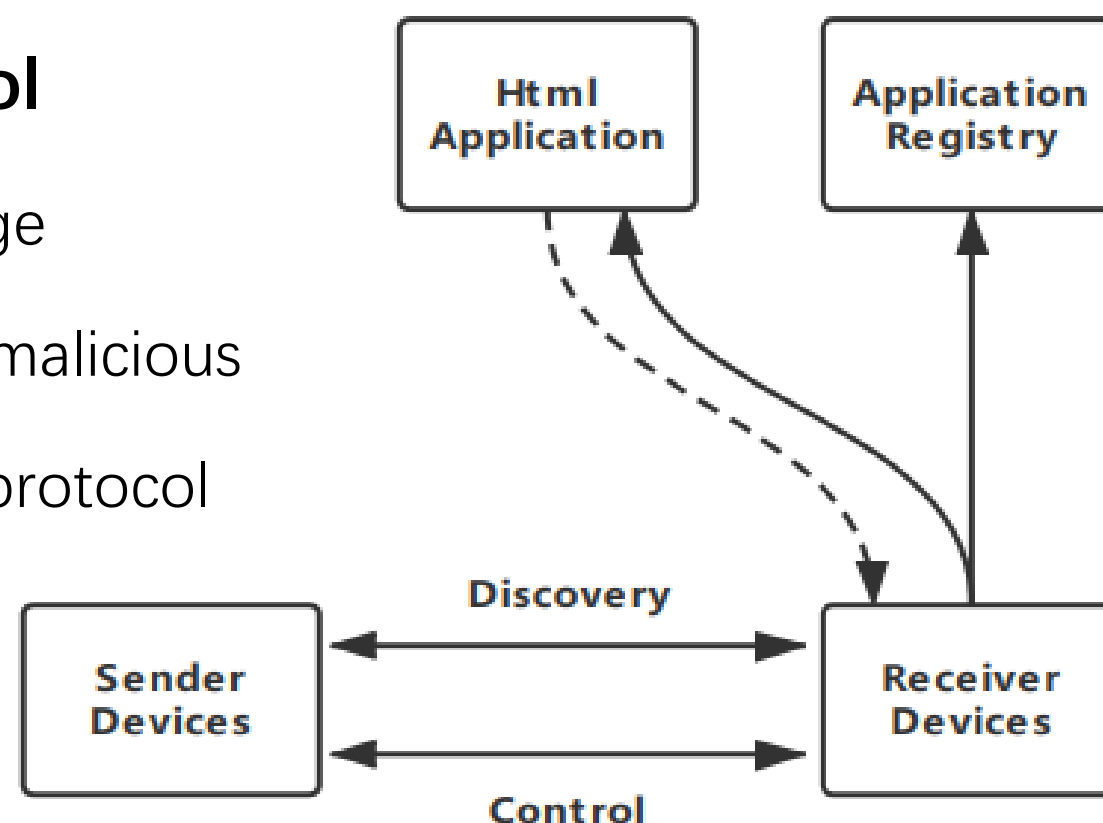 ol
ge
malicious
protocol
Html
Application
Application
Registry
Discovery
Sender
Devices
Receiver
Devices
Control